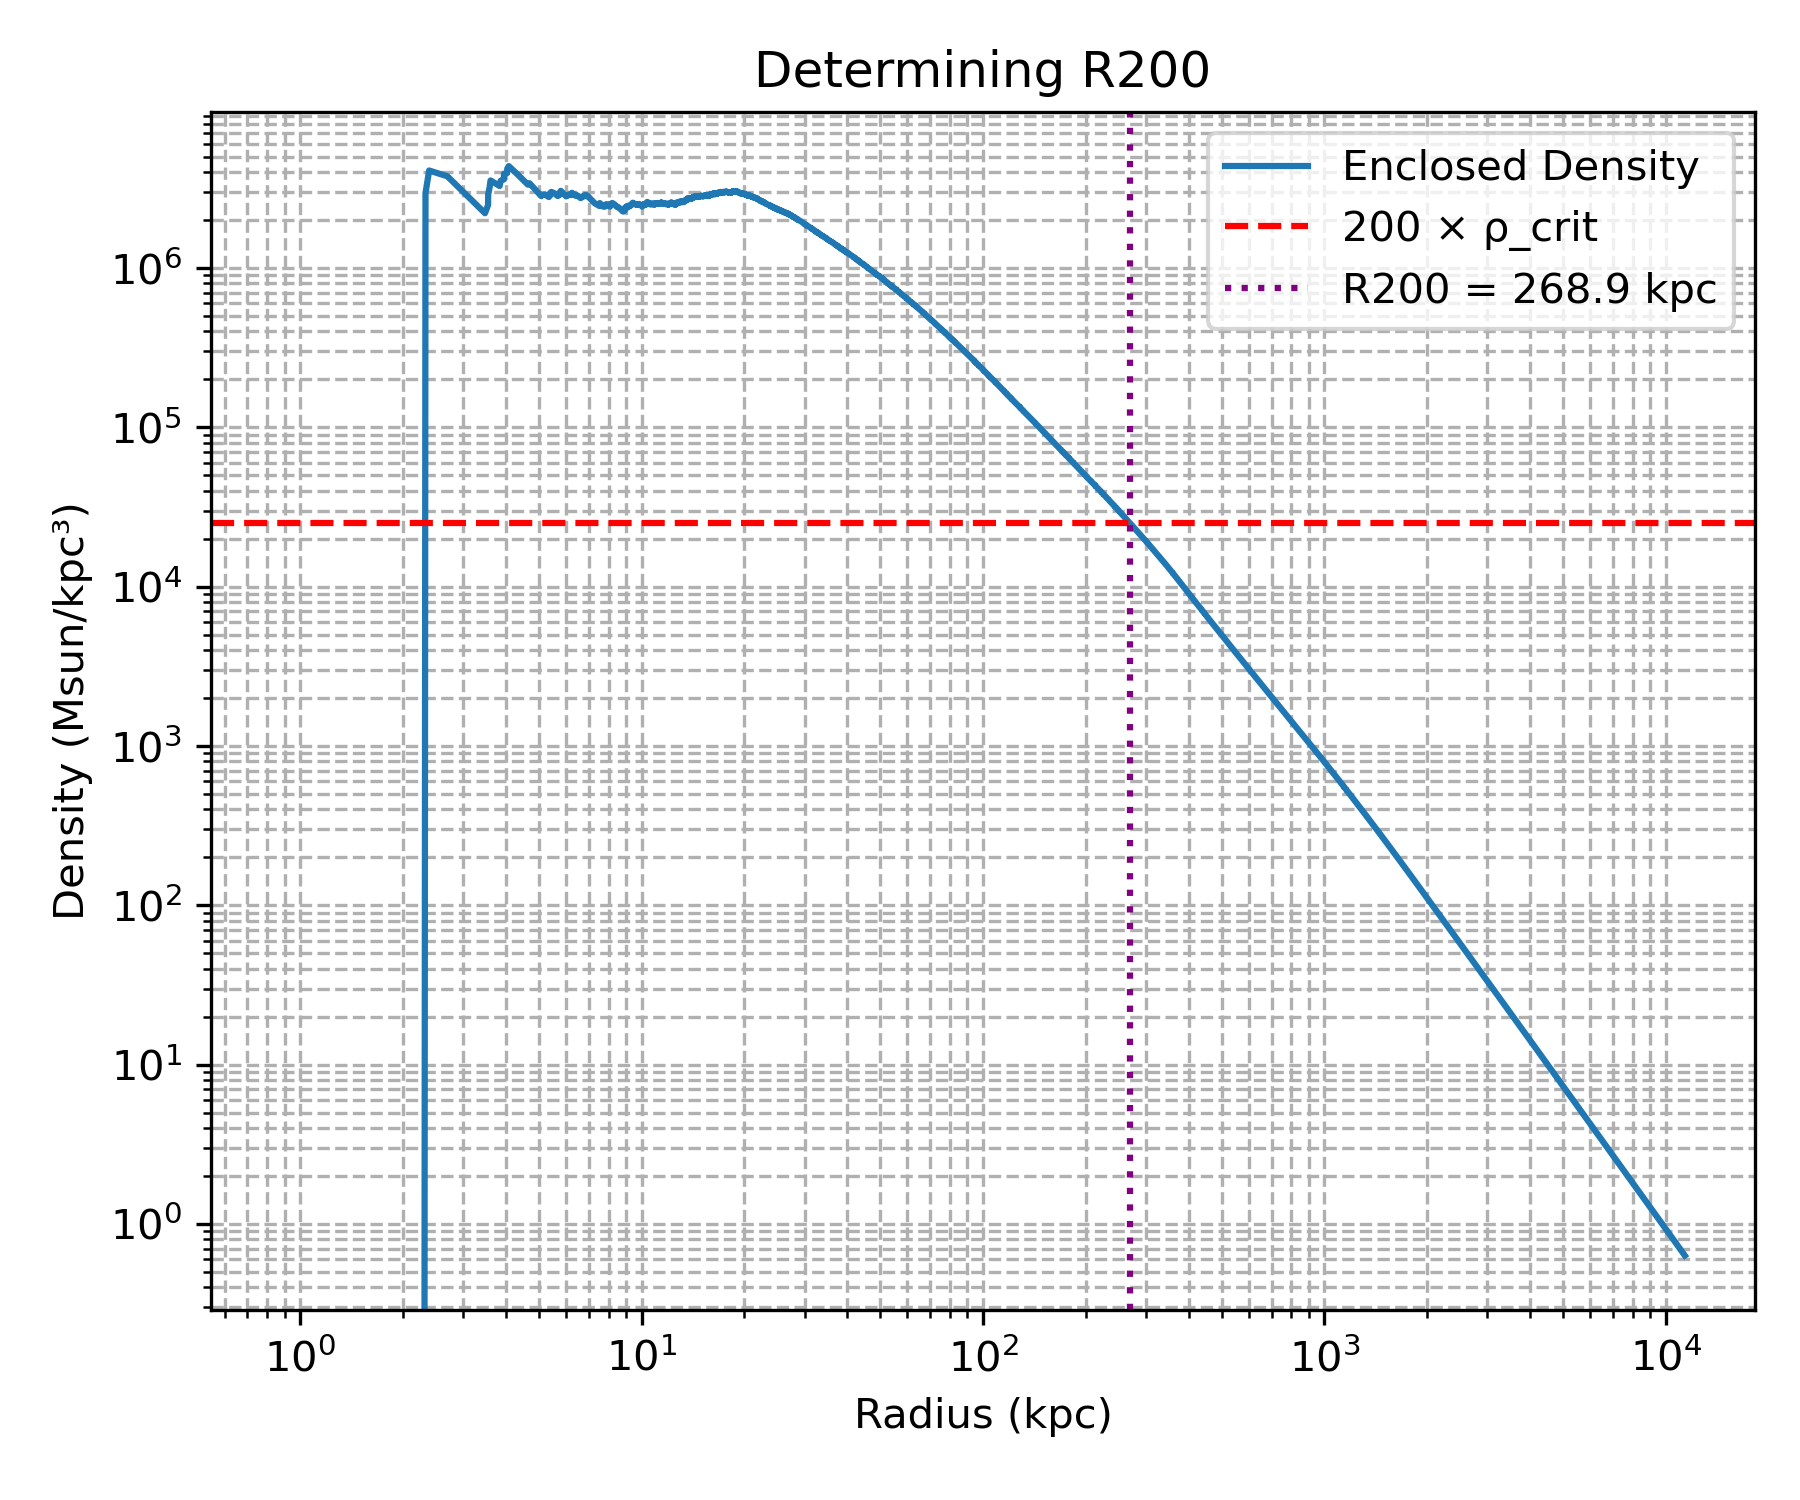 Determining R200
Enclosed Density
200 × ρ_crit
R200 = 268.9 kpc
Density (Msun/kpc³)
10⁶
10⁵
10⁴
10³
10²
10¹
10⁰
10⁰ 10¹ 10² 10³ 10⁴
Radius (kpc)